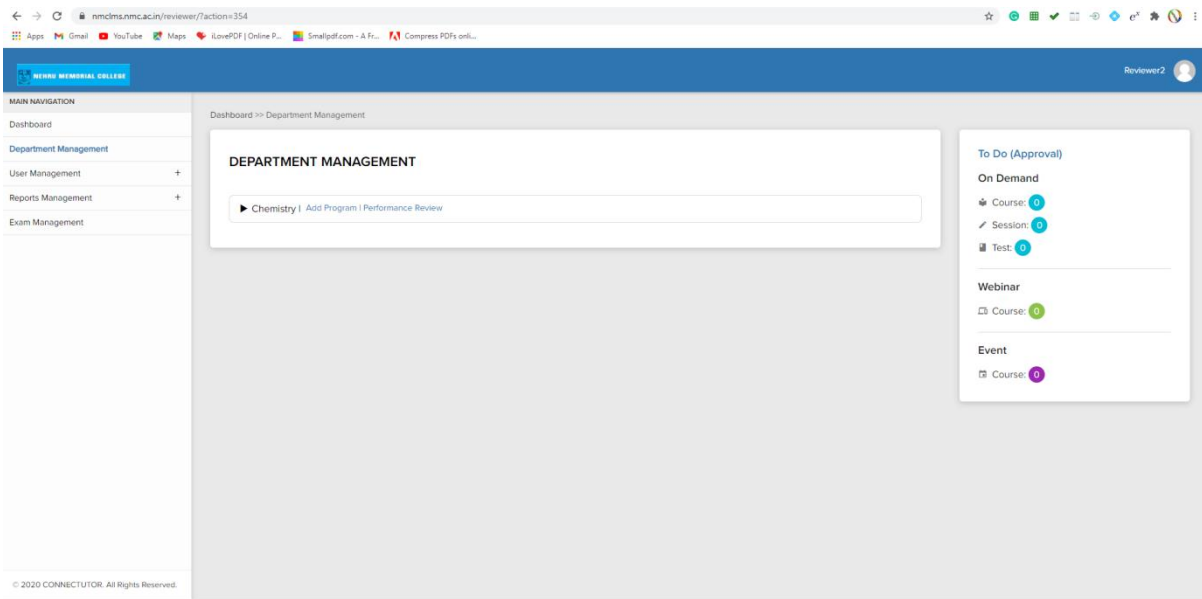 nmclms.nmc.ac.in/reviewer/?action=354
Apps Gmail YouTube Maps iLovePDF | Online P... Smallpdf.com - A Fr... Compress PDFs onli...
NEHRU MEMORIAL COLLEGE
Reviewer2
MAIN NAVIGATION
Dashboard
Department Management
User Management +
Reports Management +
Exam Management
© 2020 CONNECTUTOR. All Rights Reserved.
Dashboard >> Department Management
DEPARTMENT MANAGEMENT
Chemistry | Add Program | Performance Review
To Do (Approval)
On Demand
Course: 0
Session: 0
Test: 0
Webinar
Course: 0
Event
Course: 0